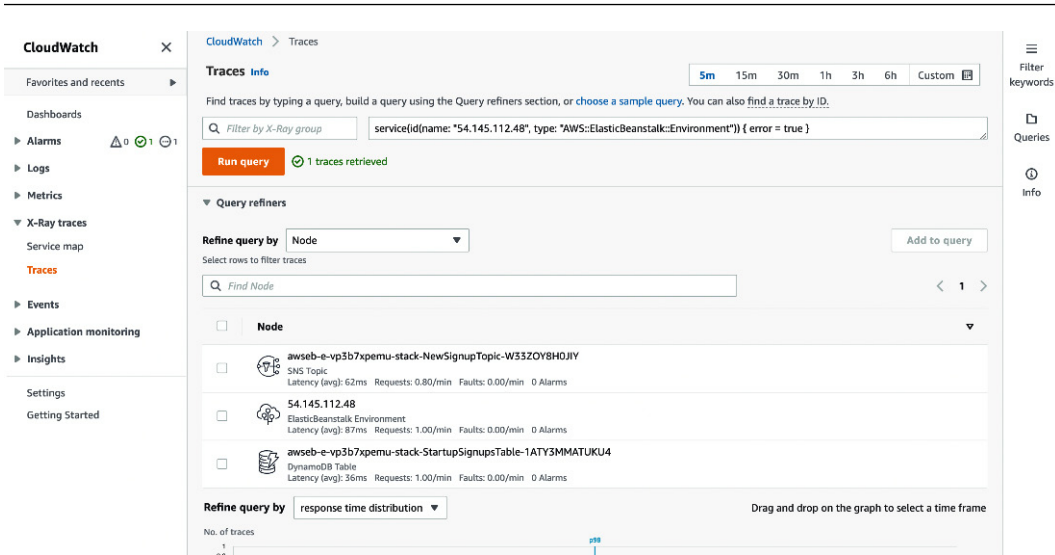 CloudWatch
Favorites and recents
Dashboards
Alarms 0 1 1
Logs
Metrics
X-Ray traces
Service map
Traces
Events
Application monitoring
Insights
Settings
Getting Started
CloudWatch > Traces
Traces Info
5m 15m 30m 1h 3h 6h Custom
Find traces by typing a query, build a query using the Query refiners section, or choose a sample query. You can also find a trace by ID.
Filter by X-Ray group
service(id(name: "54.145.112.48", type: "AWS::ElasticBeanstalk::Environment")) { error = true }
Run query
1 traces retrieved
Query refiners
Refine query by Node
Add to query
Select rows to filter traces
Find Node
1
Node
awseb-e-vp3b7xpemu-stack-NewSignupTopic-W33ZOY8H0JIY
SNS Topic
Latency (avg): 62ms Requests: 0.80/min Faults: 0.00/min 0 Alarms
54.145.112.48
ElasticBeanstalk Environment
Latency (avg): 87ms Requests: 1.00/min Faults: 0.00/min 0 Alarms
awseb-e-vp3b7xpemu-stack-StartupSignupsTable-1ATY3MMATUKU4
DynamoDB Table
Latency (avg): 36ms Requests: 1.00/min Faults: 0.00/min 0 Alarms
Refine query by response time distribution
Drag and drop on the graph to select a time frame
No. of traces
p98
1
Filter keywords
Queries
Info